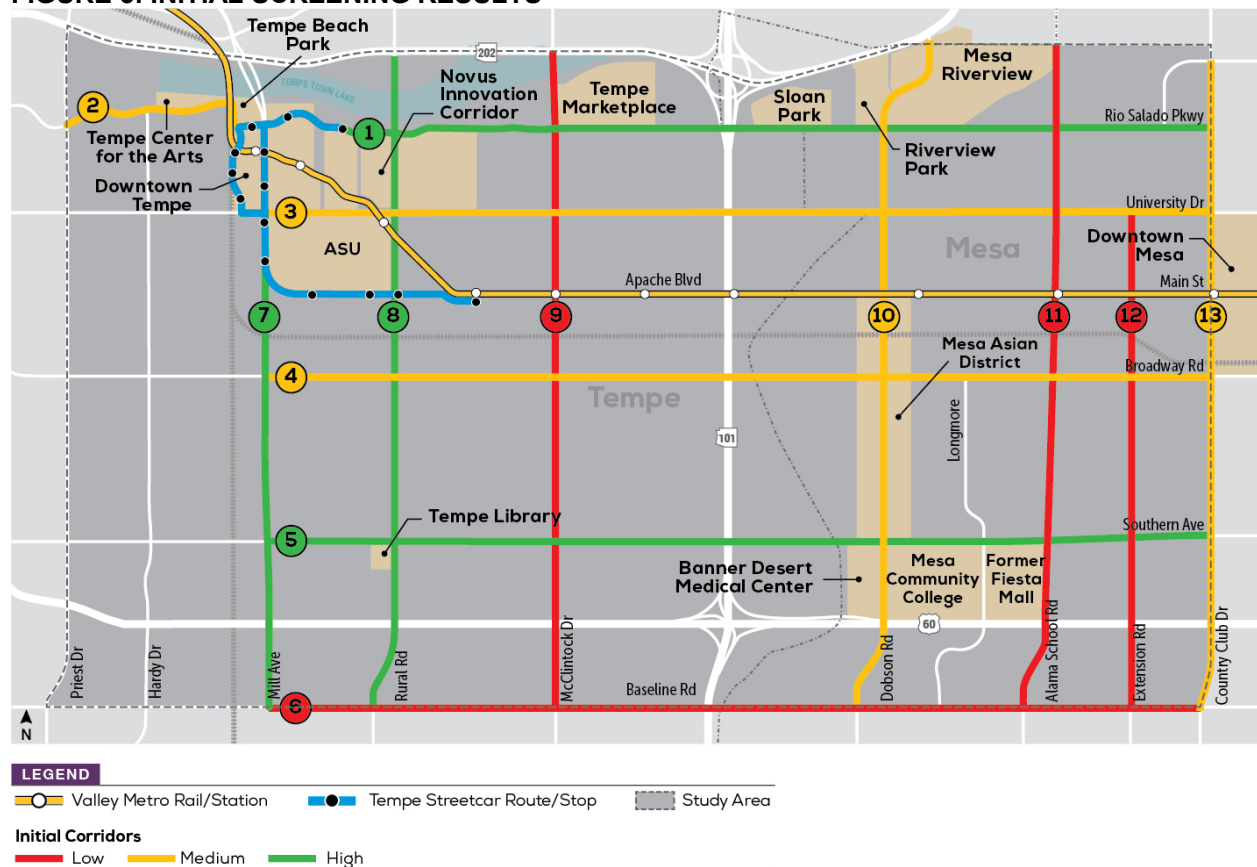 INITIAL SCREENING RESULTS
Tempe Beach
Park
202
TEMPE TOWN LAKE
Novus
Innovation
Corridor
Tempe
Marketplace
Sloan
Park
Mesa
Riverview
2
Tempe Center
for the Arts
1
Rio Salado Pkwy
Riverview
Park
Downtown
Tempe
3
University Dr
ASU
Mesa
Downtown
Mesa
Apache Blvd
Main St
7
8
9
10
11
12
13
Mesa Asian
District
4
Broadway Rd
Tempe
Longmore
101
Tempe Library
5
Southern Ave
Banner Desert
Medical Center
Mesa
Community
College
Former
Fiesta
Mall
60
Priest Dr
Hardy Dr
Mill Ave
Rural Rd
McClintock Dr
Dobson Rd
Alama School Rd
Extension Rd
Country Club Dr
Baseline Rd
6
N
LEGEND
Valley Metro Rail/Station
Tempe Streetcar Route/Stop
Study Area
Initial Corridors
Low
Medium
High